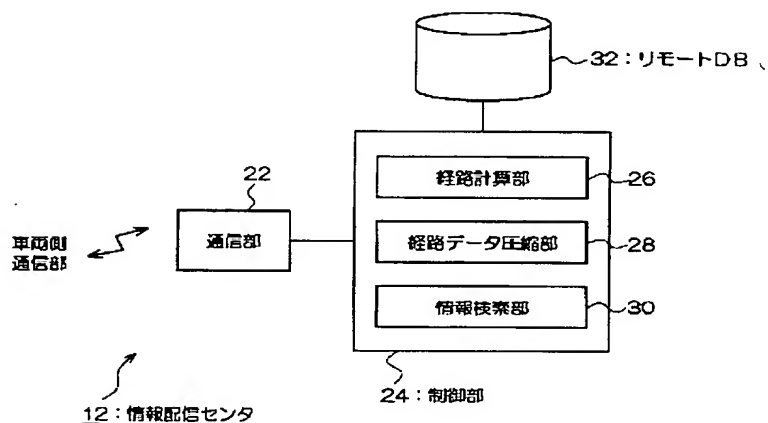 32：リモートDB
22
経路計算部
26
車両側
通信部
通信部
経路データ圧縮部
28
情報検索部
30
24：制御部
12：情報配信センタ